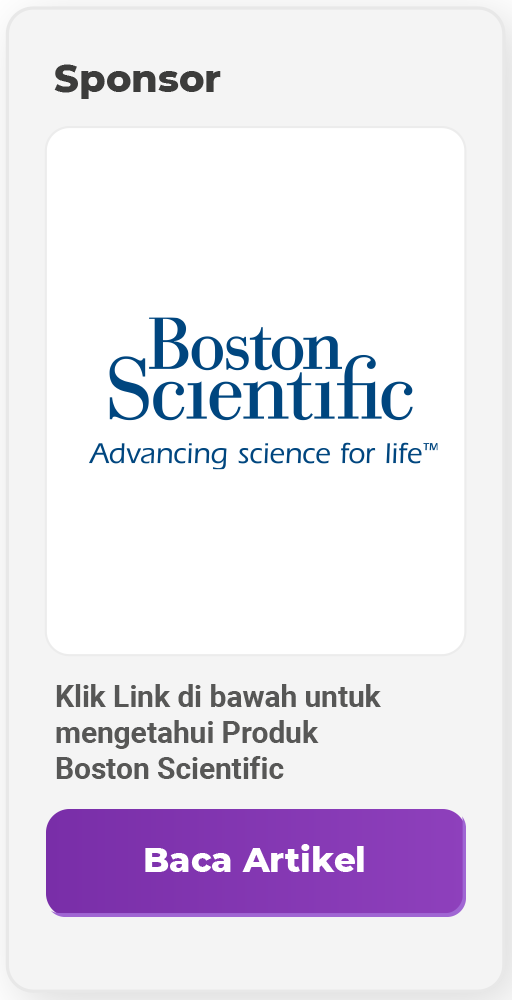 Sponsor
Boston
Scientific
Advancing science for life™
Klik Link di bawah untuk
mengetahui Produk
Boston Scientific
Baca Artikel